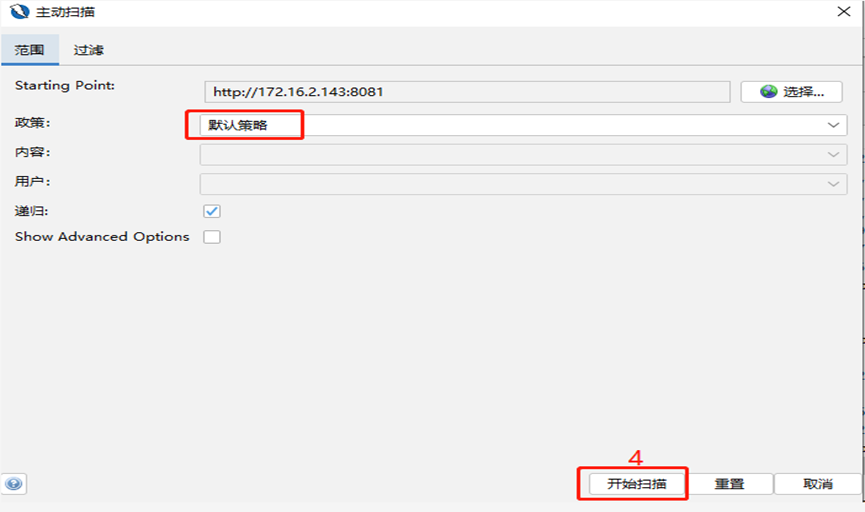 主动扫描
范围 过滤
Starting Point: http://172.16.2.143:8081 选择...
政策: 默认策略
内容:
用户:
递归:
Show Advanced Options
4
开始扫描 重置 取消